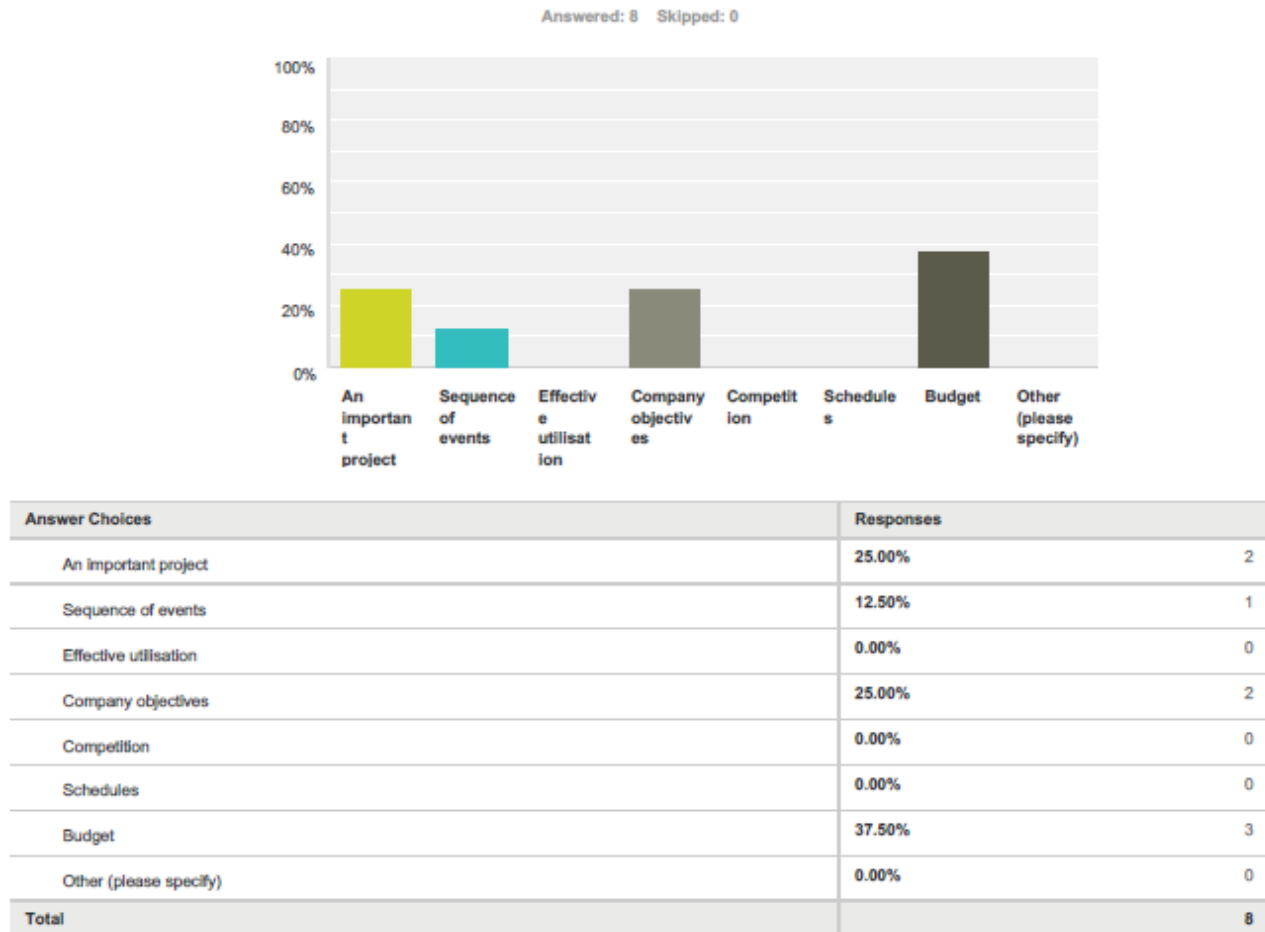 Answered: 8 Skipped: 0
100%
80%
60%
40%
20%
0%
An Sequence Effectiv Company Competit Schedule Budget Other
importan of e objectiv ion s (please
t events utilisat es specify)
project ion
Answer Choices Responses
An important project 25.00% 2
Sequence of events 12.50% 1
Effective utilisation 0.00% 0
Company objectives 25.00% 2
Competition 0.00% 0
Schedules 0.00% 0
Budget 37.50% 3
Other (please specify) 0.00% 0
Total 8